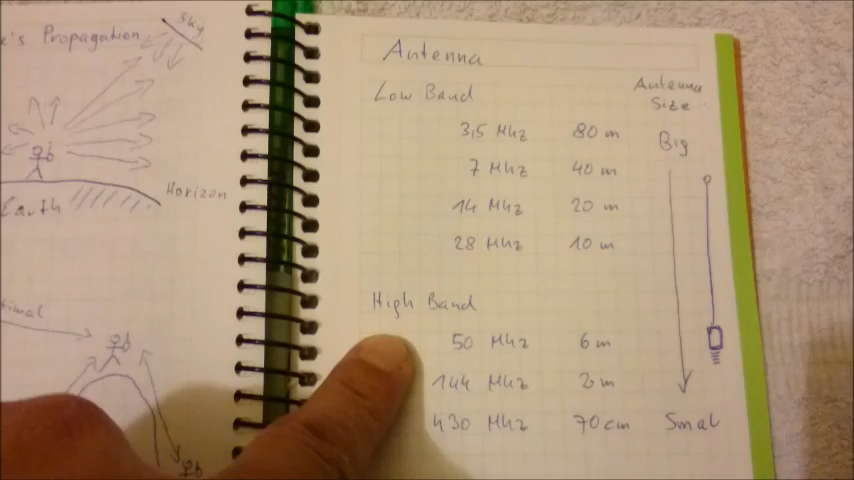 e's Propagation
Sky
Horizon
Earth
Antenna
Low Band
Antenna
Size
3,5 Mhz 80 m
Big
7 Mhz 40 m
14 Mhz 20 m
28 Mhz 10 m
High Band
50 Mhz 6 m
144 Mhz 2 m
430 Mhz 70 cm
Smal